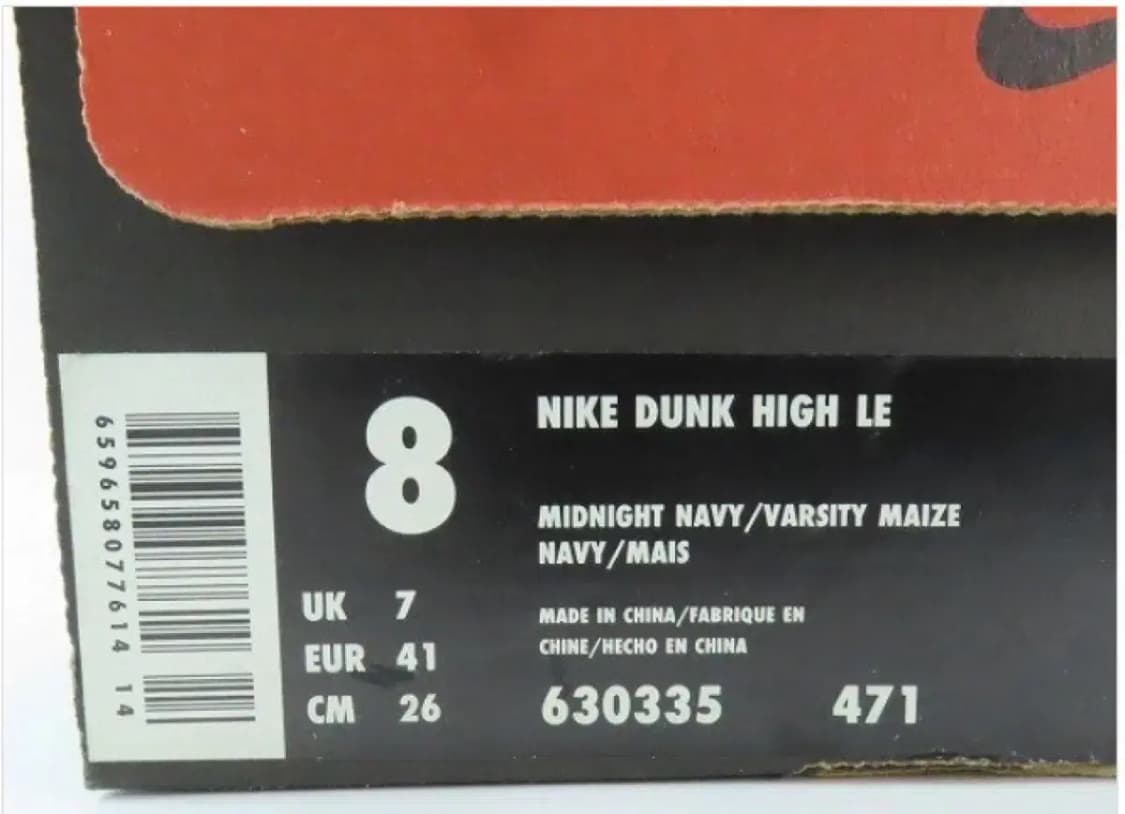 659658077614 14
8
NIKE DUNK HIGH LE
MIDNIGHT NAVY/VARSITY MAIZE
NAVY/MAIS
UK 7
EUR 41
CM 26
MADE IN CHINA/FABRIQUE EN
CHINE/HECHO EN CHINA
630335 471